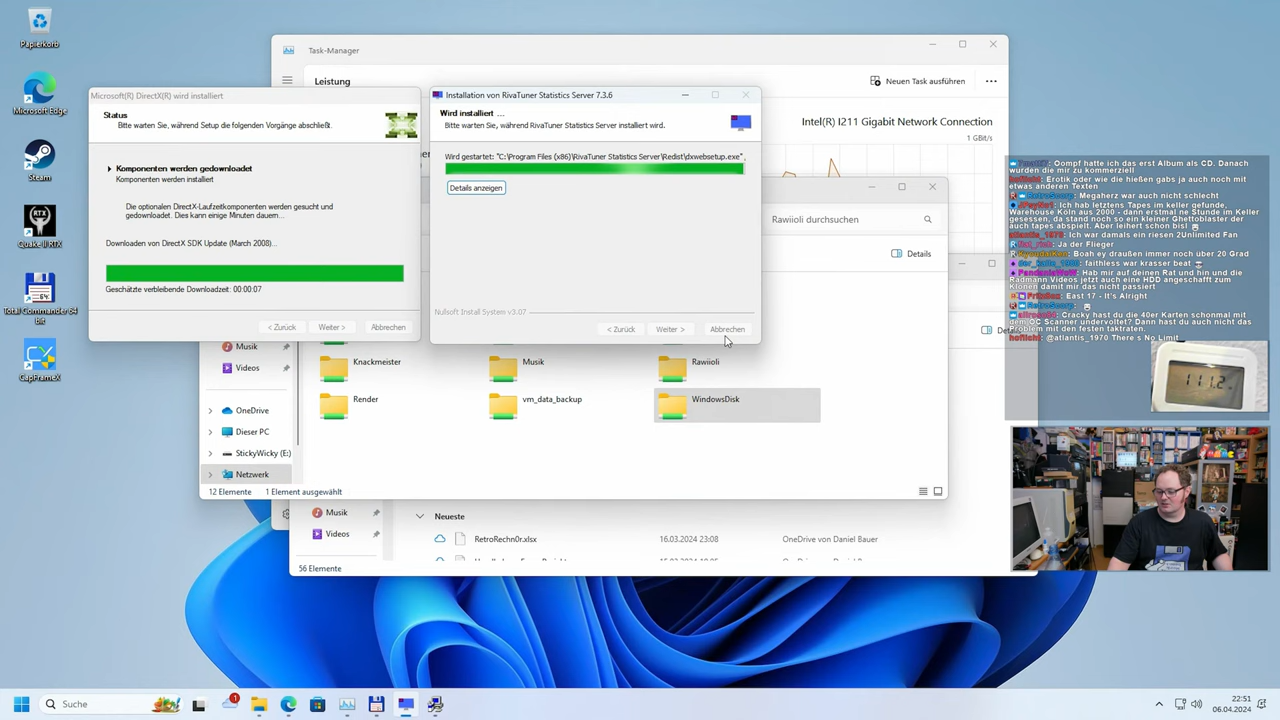 Papierkorb
Microsoft Edge
Steam
Quake II RTX
Total Commander 64 bit
CapFrameX
Task-Manager
Leistung
Neuen Task ausführen
Intel(R) I211 Gigabit Network Connection
1 GBit/s
Microsoft(R) DirectX(R) wird installiert
Status
Bitte warten Sie, während Setup die folgenden Vorgänge abschließt.
Komponenten werden gedownloadet
Komponenten werden installiert
Die optionalen DirectX-Laufzeitkomponenten werden gesucht und
gedownloadet. Dies kann einige Minuten dauern...
Downloaden von DirectX SDK Update (March 2008)...
Geschätzte verbleibende Downloadzeit: 00:00:07
< Zurück
Weiter >
Abbrechen
Installation von RivaTuner Statistics Server 7.3.6
Wird installiert ...
Bitte warten Sie, während RivaTuner Statistics Server installiert wird.
Wird gestartet: "C:\Program Files (x86)\RivaTuner Statistics Server\Redist\dxwebsetup.exe"
Details anzeigen
Nullsoft Install System v3.07
< Zurück
Weiter >
Abbrechen
Rawiioli durchsuchen
Details
Musik
Videos
OneDrive
Dieser PC
StickyWicky (E:)
Netzwerk
Knackmeister
Musik
Rawiioli
Render
vm_data_backup
WindowsDisk
12 Elemente
1 Element ausgewählt
Musik
Videos
Neueste
RetroRechn0r.xlsx
16.03.2024 23:08
OneDrive von Daniel Bauer
56 Elemente
Oompf hatte ich das erst Album als CD. Danach
wurden die mir zu kommerziell
hoflicht: Erotik oder wie die hießen gabs ja auch noch mit
etwas anderen Texten
RetroScorp: Megaherz war auch nicht schlecht
JPeyNo1: Ich hab letztens Tapes im keller gefunden,
Warehouse Köln aus 2000 - dann erstmal ne Stunde im Keller
gesessen, da stand noch so ein kleiner Ghettoblaster der
auch tapes abspielt. Aber leihert schon bisl
atlantis_1970: Ich war damals ein riesen 2Unlimited Fan
Ja der Flieger
Boah ey draußen immer noch über 20 Grad
faithless war krasser beat
PandaniaWoW: Hab mir auf deinen Rat und hin und die
Radmann Videos jetzt auch eine HDD angeschafft zum
Klonen damit mir das nicht passiert
East 17 - It's Alright
RetroScorp:
Cracky hast du die 40er Karten schonmal mit
dem OC Scanner undervoltet? Dann hast du auch nicht das
Problem mit den festen taktraten.
hoflicht: @atlantis_1970 There s No Limit
111.2
Suche
1
22:51
06.04.2024